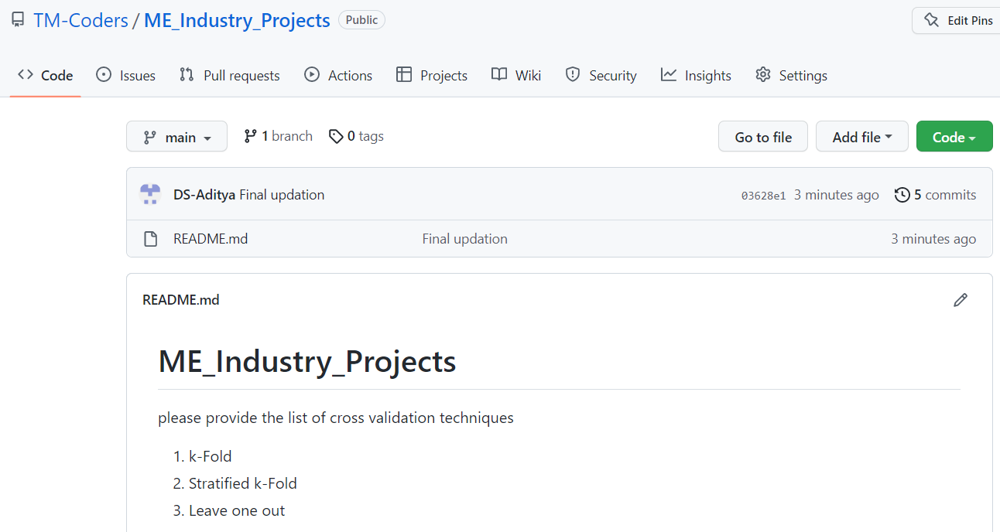 TM-Coders / ME_Industry_Projects Public Edit Pins
Code Issues Pull requests Actions Projects Wiki Security Insights Settings
main 1 branch 0 tags Go to file Add file Code
DS-Aditya Final updation 03628e1 3 minutes ago 5 commits
README.md Final updation 3 minutes ago
README.md
ME_Industry_Projects
please provide the list of cross validation techniques
1. k-Fold
2. Stratified k-Fold
3. Leave one out